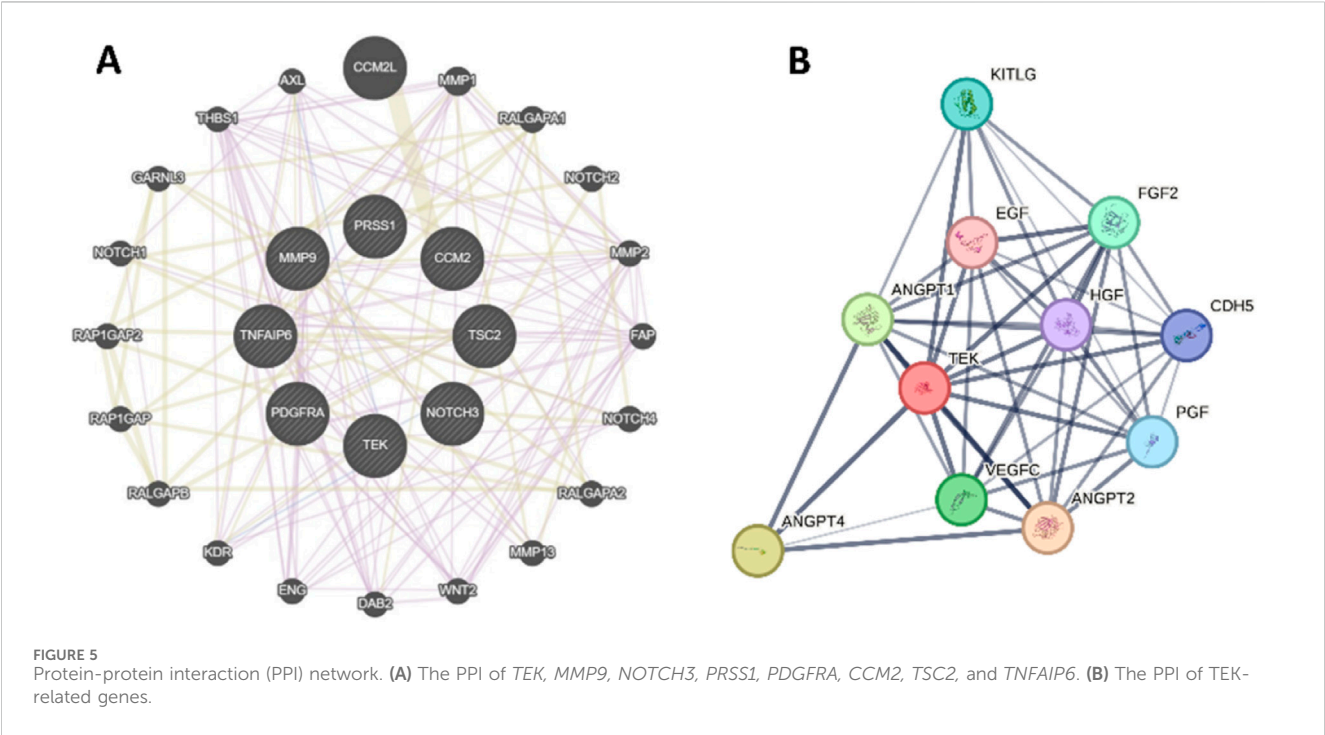 A
CCM2L
AXL
MMP1
THBS1
RALGAPA1
GARNL3
NOTCH2
PRSS1
MMP9
CCM2
NOTCH1
MMP2
RAP1GAP2
TNFAIP6
TSC2
FAP
RAP1GAP
PDGFRA
NOTCH3
NOTCH4
TEK
RALGAPB
RALGAPA2
KDR
MMP13
ENG
DAB2
WNT2
B
KITLG
FGF2
EGF
ANGPT1
HGF
CDH5
TEK
PGF
VEGFC
ANGPT2
ANGPT4
FIGURE 5
Protein-protein interaction (PPI) network. (A) The PPI of TEK, MMP9, NOTCH3, PRSS1, PDGFRA, CCM2, TSC2, and TNFAIP6. (B) The PPI of TEK-
related genes.